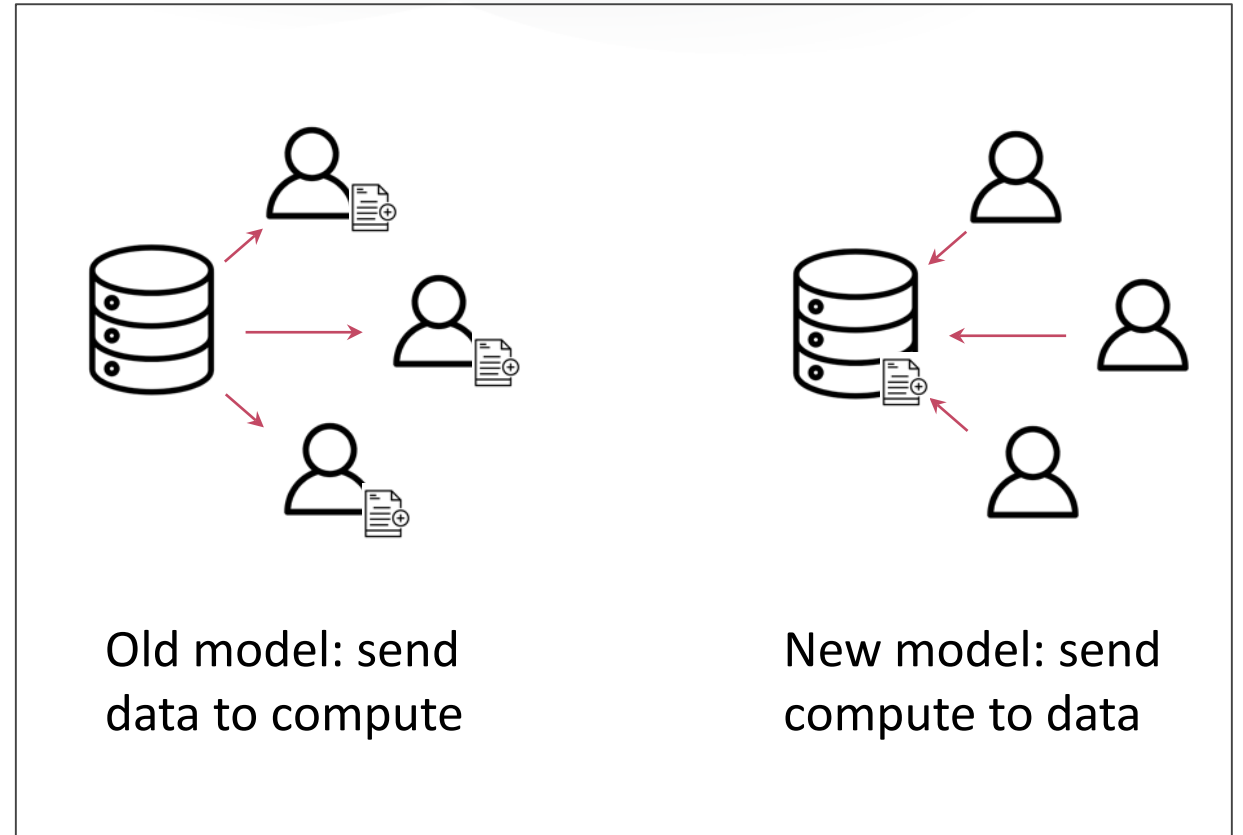 Old model: send
data to compute
New model: send
compute to data